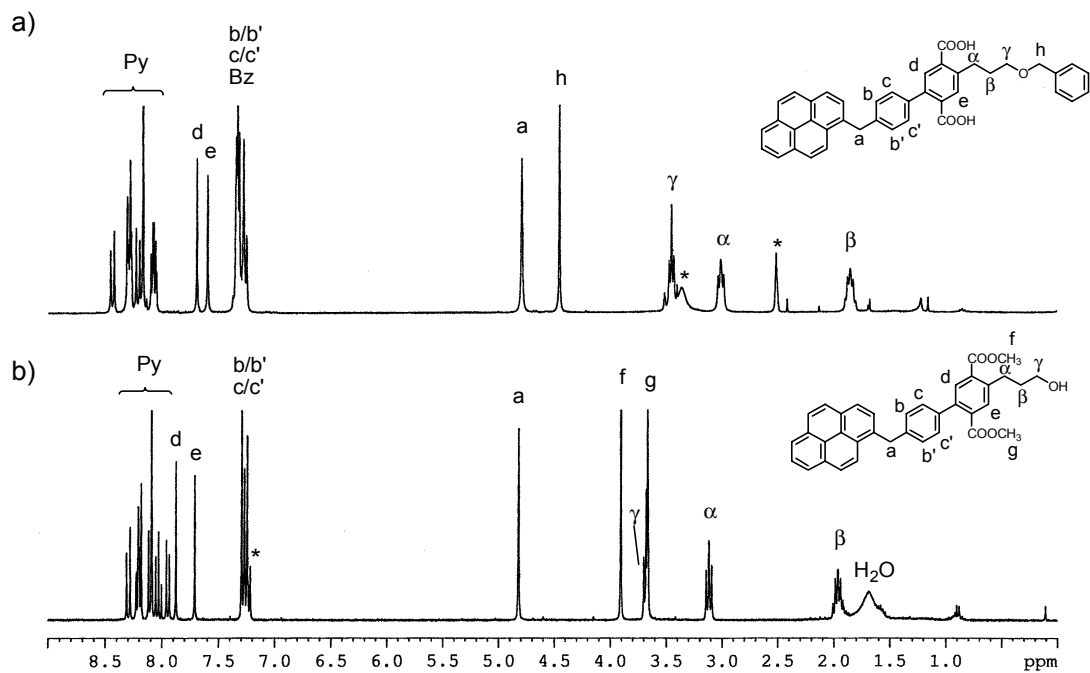 a)
Py
d
e
b/b'
c/c'
Bz
a
h
γ
*
α
*
β
COOH
d
α
β
γ
O
h
b
c
e
a
b'
c'
COOH
b)
Py
d
e
b/b'
c/c'
*
a
f
g
γ
α
β
H₂O
f
COOCH₃
d
α
γ
OH
β
b
c
e
a
b'
c'
COOCH₃
g
8.5 8.0 7.5 7.0 6.5 6.0 5.5 5.0 4.5 4.0 3.5 3.0 2.5 2.0 1.5 1.0 ppm